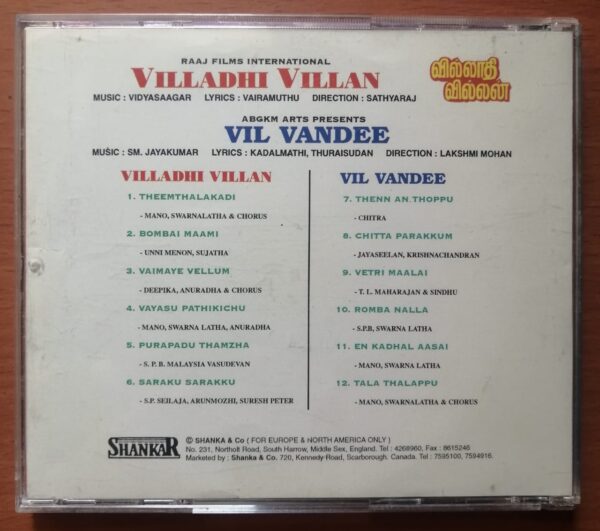 RAAJ FILMS INTERNATIONAL
VILLADHI VILLAN
MUSIC : VIDYASAAGAR LYRICS : VAIRAMUTHU DIRECTION : SATHYARAJ
வில்லாதி
வில்லன்
ABGKM ARTS PRESENTS
VIL VANDEE
MUSIC : SM. JAYAKUMAR LYRICS : KADALMATHI, THURAISUDAN DIRECTION : LAKSHMI MOHAN
VILLADHI VILLAN
1. THEEMTHALAKADI
- MANO, SWARNALATHA & CHORUS
2. BOMBAI MAAMI
- UNNI MENON, SUJATHA
3. VAIMAYE VELLUM
- DEEPIKA, ANURADHA & CHORUS
4. VAYASU PATHIKICHU
- MANO, SWARNA LATHA, ANURADHA
5. PURAPADU THAMZHA
- S. P. B. MALAYSIA VASUDEVAN
6. SARAKU SARAKKU
- S.P. SEILAJA, ARUNMOZHI, SURESH PETER
VIL VANDEE
7. THENN AN THOPPU
- CHITRA
8. CHITTA PARAKKUM
- JAYASEELAN, KRISHNACHANDRAN
9. VETRI MAALAI
- T. L. MAHARAJAN & SINDHU
10. ROMBA NALLA
- S.P.B, SWARNA LATHA
11. EN KADHAL AASAI
- MANO, SWARNA LATHA
12. TALA THALAPPU
- MANO, SWARNALATHA & CHORUS
SHANKAR
© SHANKA & Co ( FOR EUROPE & NORTH AMERICA ONLY )
No. 231, Northolt Road, South Harrow, Middle Sex, England. Tel : 4268960, Fax : 8615246
Marketed by : Shanka & Co. 720, Kennedy Road, Scarborough. Canada. Tel : 7595100, 7594916.